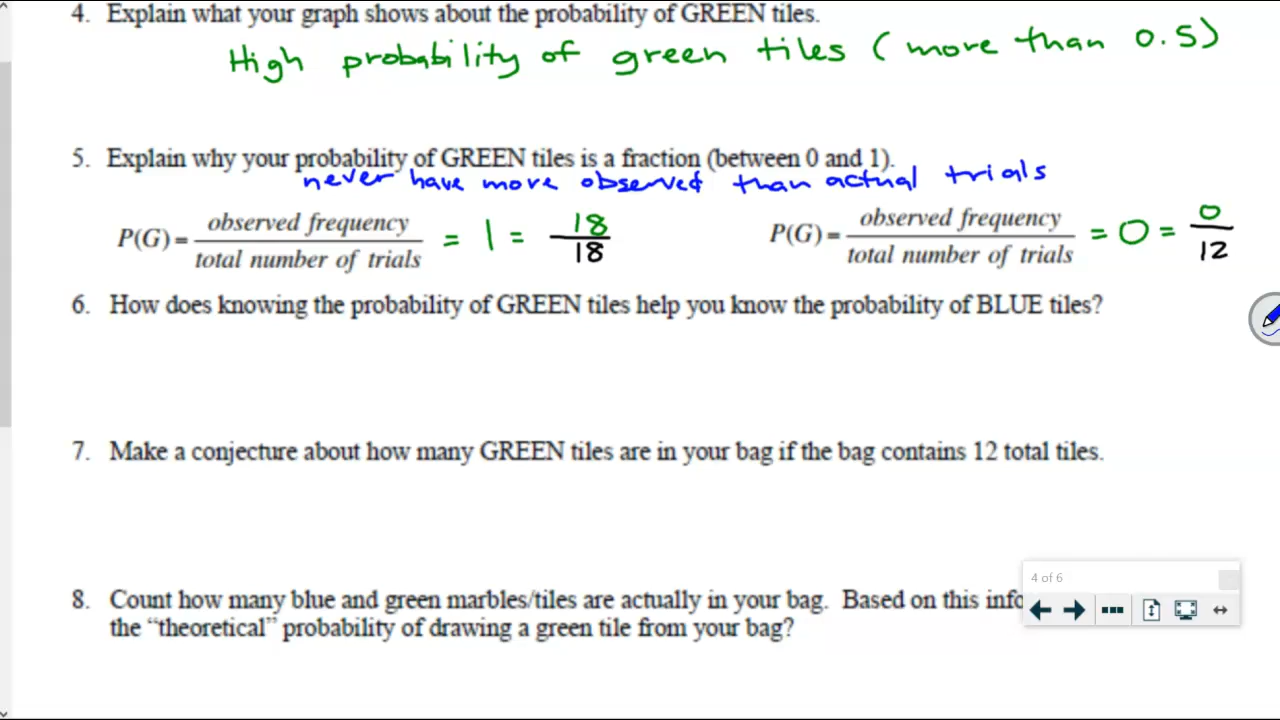 4. Explain what your graph shows about the probability of GREEN tiles.
High probability of green tiles (more than 0.5)
5. Explain why your probability of GREEN tiles is a fraction (between 0 and 1).
never have more observed than actual trials
P(G) = observed frequency / total number of trials = 1 = 18/18
P(G) = observed frequency / total number of trials = 0 = 0/12
6. How does knowing the probability of GREEN tiles help you know the probability of BLUE tiles?
7. Make a conjecture about how many GREEN tiles are in your bag if the bag contains 12 total tiles.
4 of 6
8. Count how many blue and green marbles/tiles are actually in your bag. Based on this info
the “theoretical” probability of drawing a green tile from your bag?